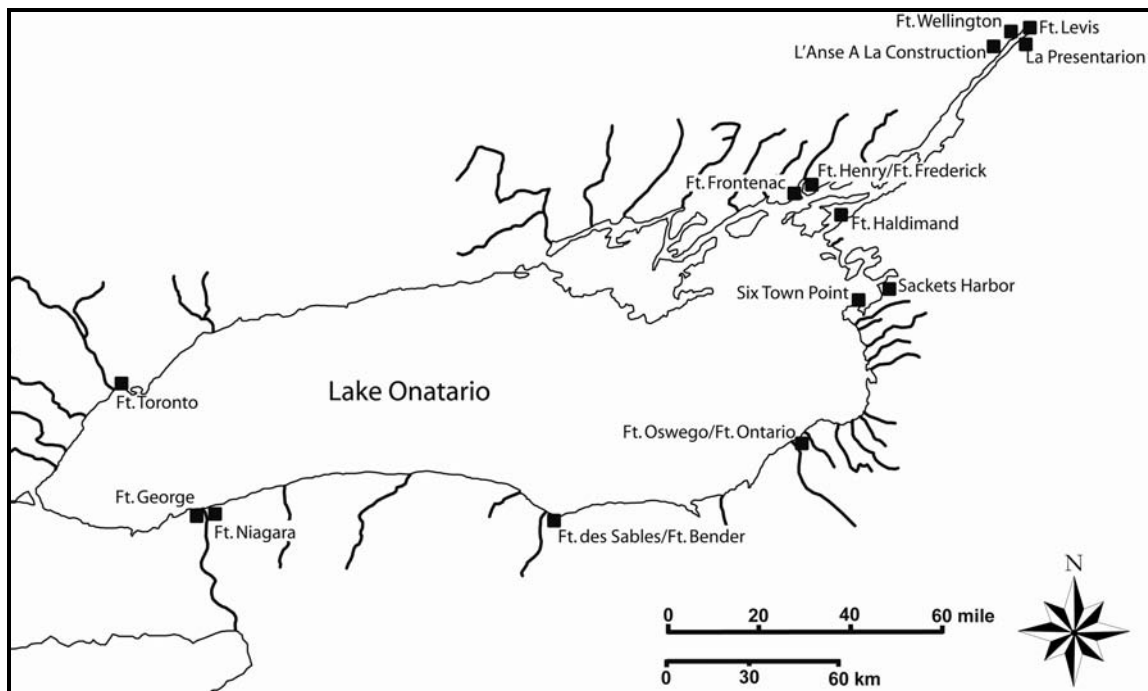 Ft. Wellington
Ft. Levis
L'Anse A La Construction
La Presentarion
Ft. Henry/Ft. Frederick
Ft. Frontenac
Ft. Haldimand
Six Town Point
Sackets Harbor
Ft. Toronto
Lake Onatario
Ft. Oswego/Ft. Ontario
Ft. George
Ft. Niagara
Ft. des Sables/Ft. Bender
N
0 20 40 60 mile
0 30 60 km